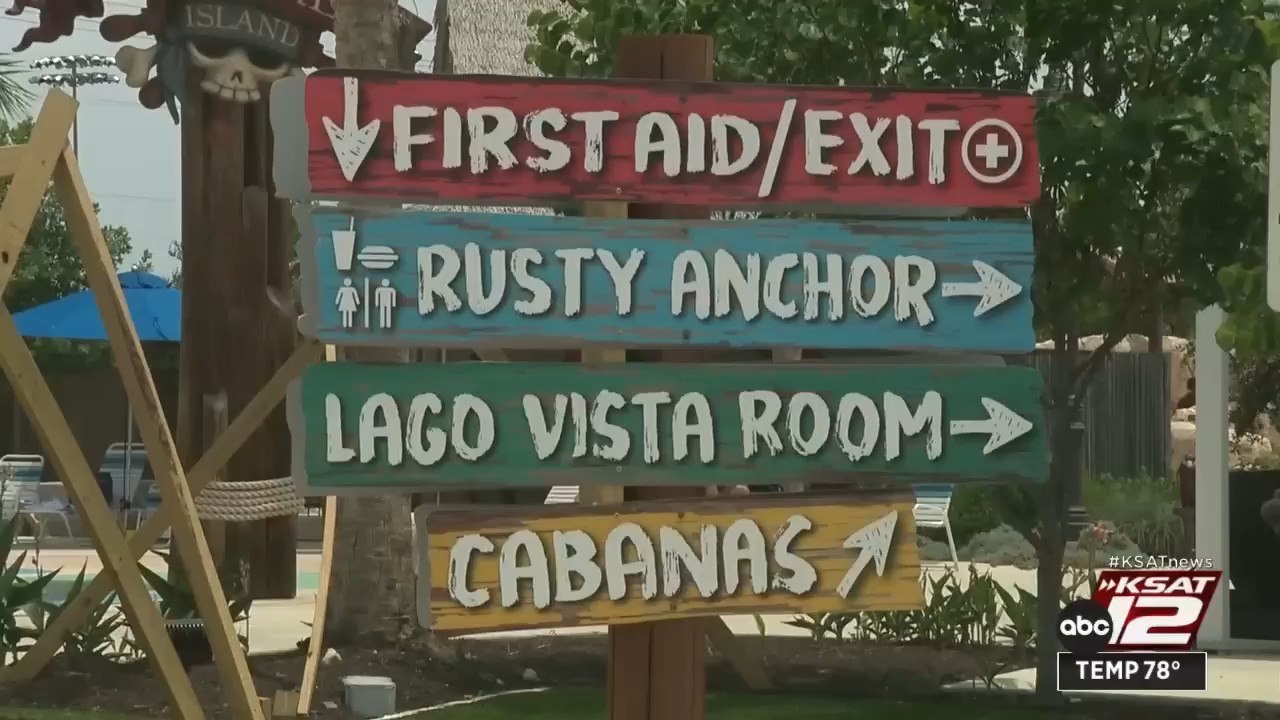 ISLAND
FIRST AID/EXIT
RUSTY ANCHOR
LAGO VISTA ROOM
CABANAS
#KSATnews
KSAT
abc 12
TEMP 78°